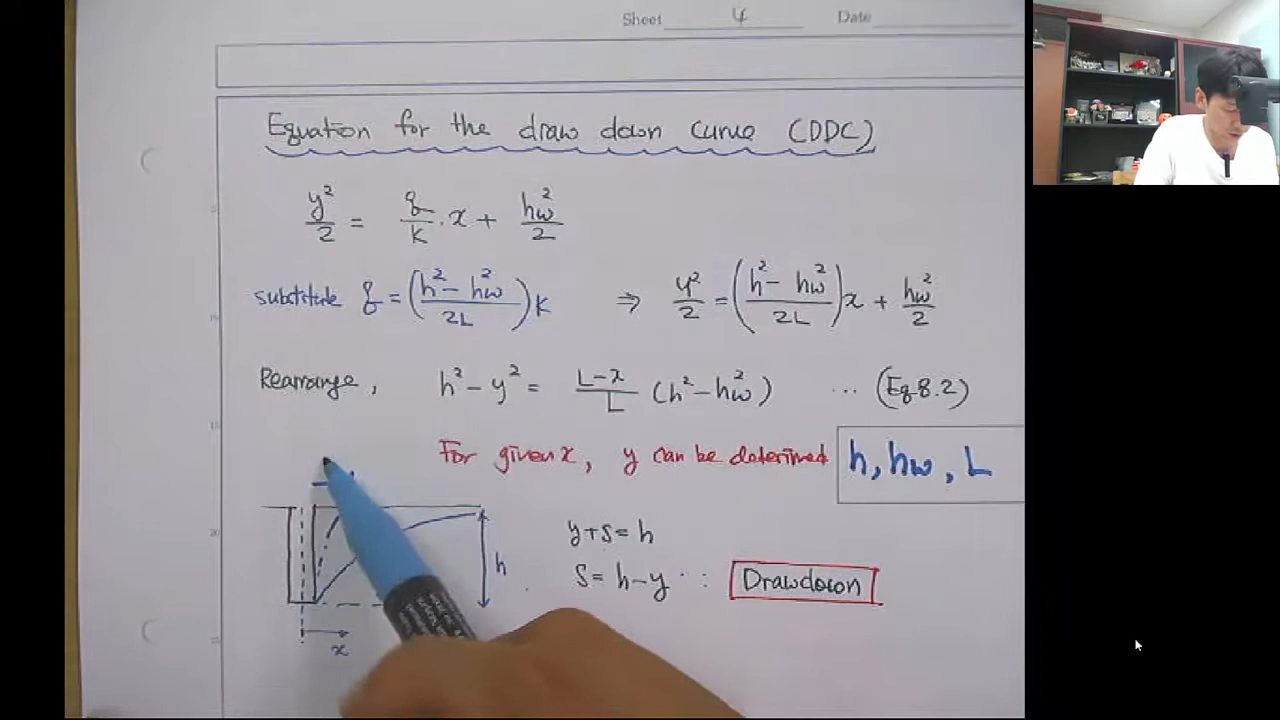 Sheet 4 Date
Equation for the draw down curve (DDC)
y²/2 = q/k · x + hw²/2
substitute q = (h² - hw² / 2L) k ⇒ y²/2 = (h² - hw² / 2L) x + hw²/2
Rearrange, h² - y² = L-x/L (h² - hw²) ... (Eq 8.2)
For given x, y can be determined h, hw, L
y+s=h
h
s= h-y ∵ Drawdown
x